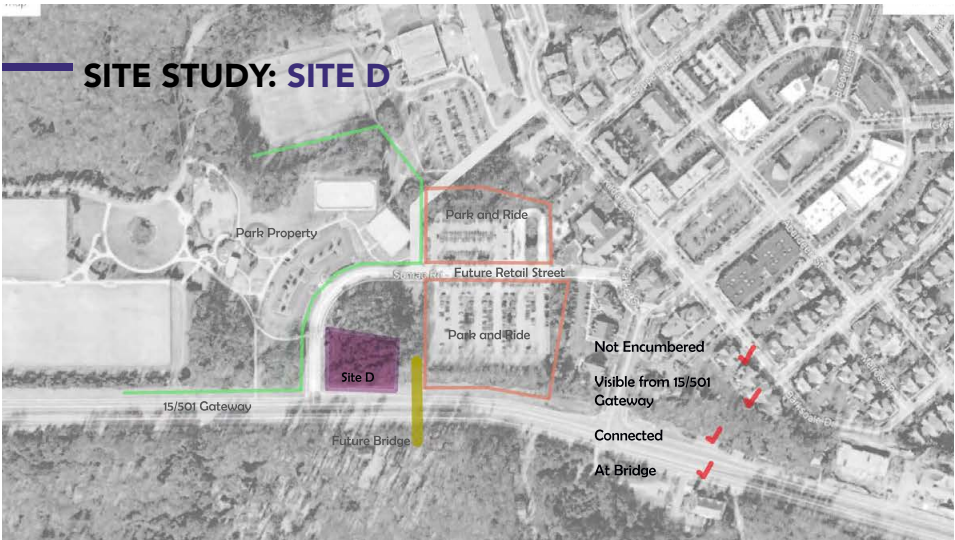 SITE STUDY: SITE D
Park and Ride
Park Property
Future Retail Street
Park and Ride
Not Encumbered
Site D
Visible from 15/501
Gateway
15/501 Gateway
Connected
Future Bridge
At Bridge